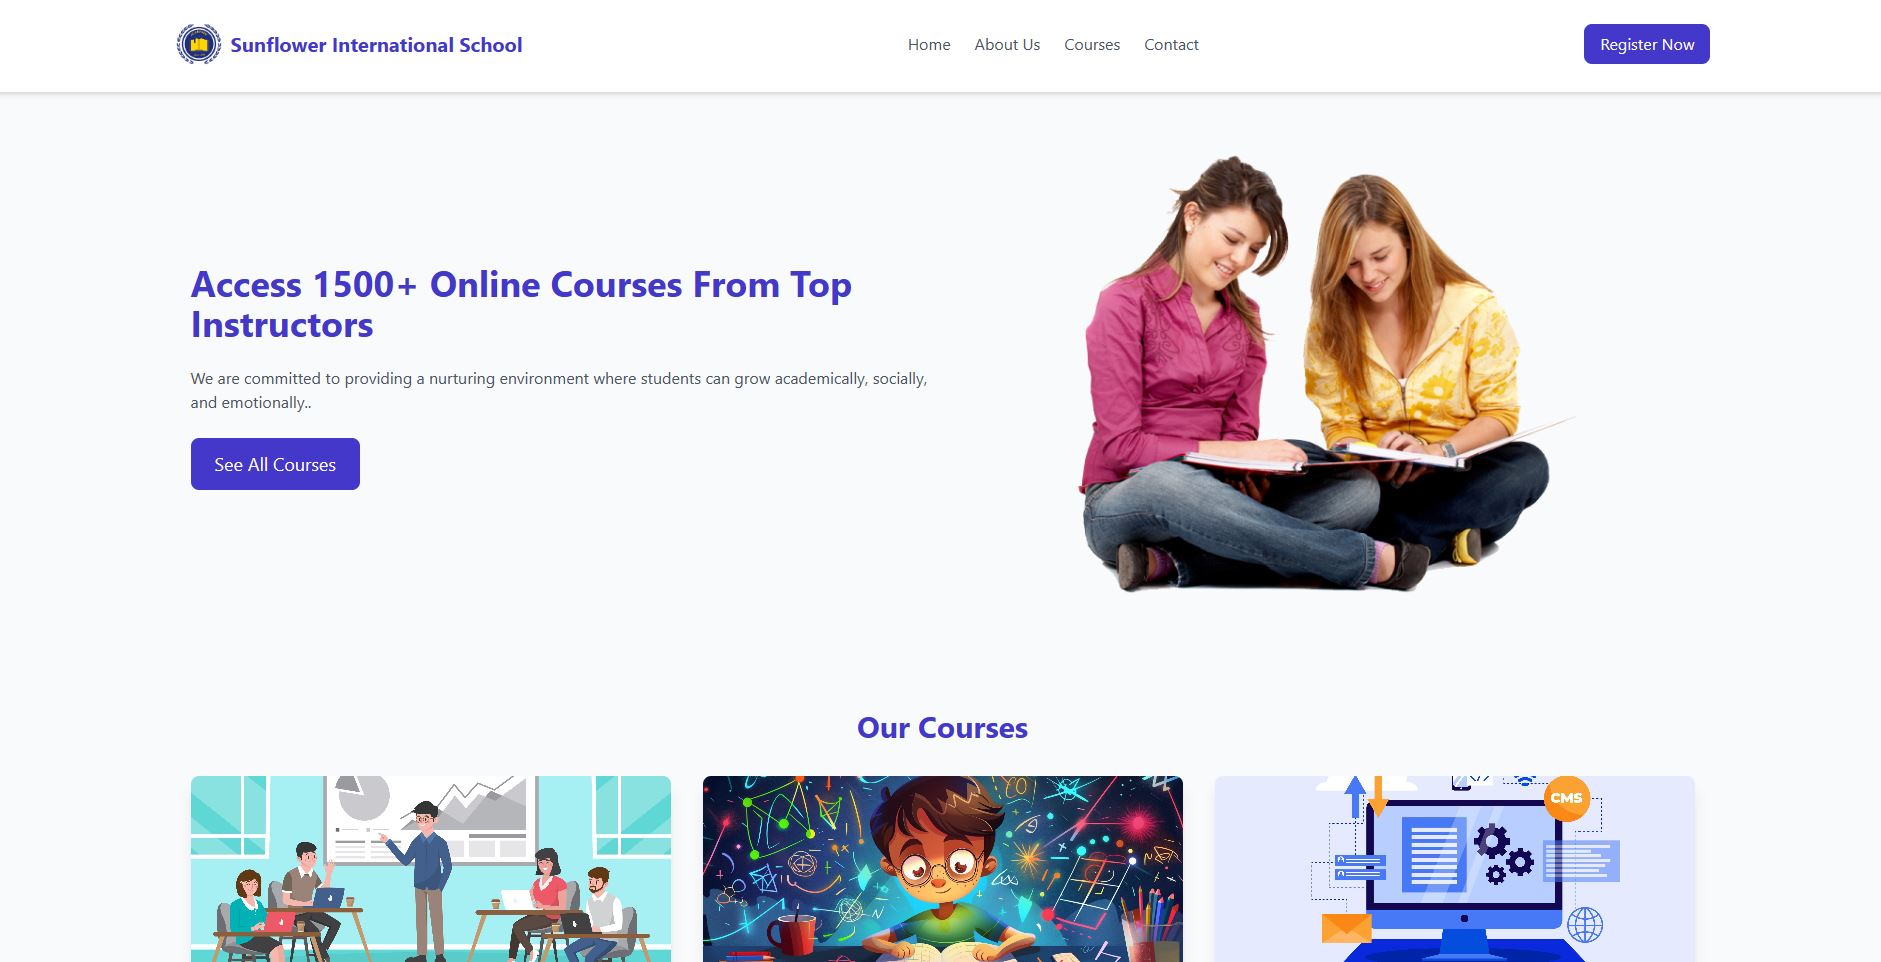 Sunflower International School
Home
About Us
Courses
Contact
Register Now
Access 1500+ Online Courses From Top
Instructors
We are committed to providing a nurturing environment where students can grow academically, socially,
and emotionally..
See All Courses
Our Courses
CMS